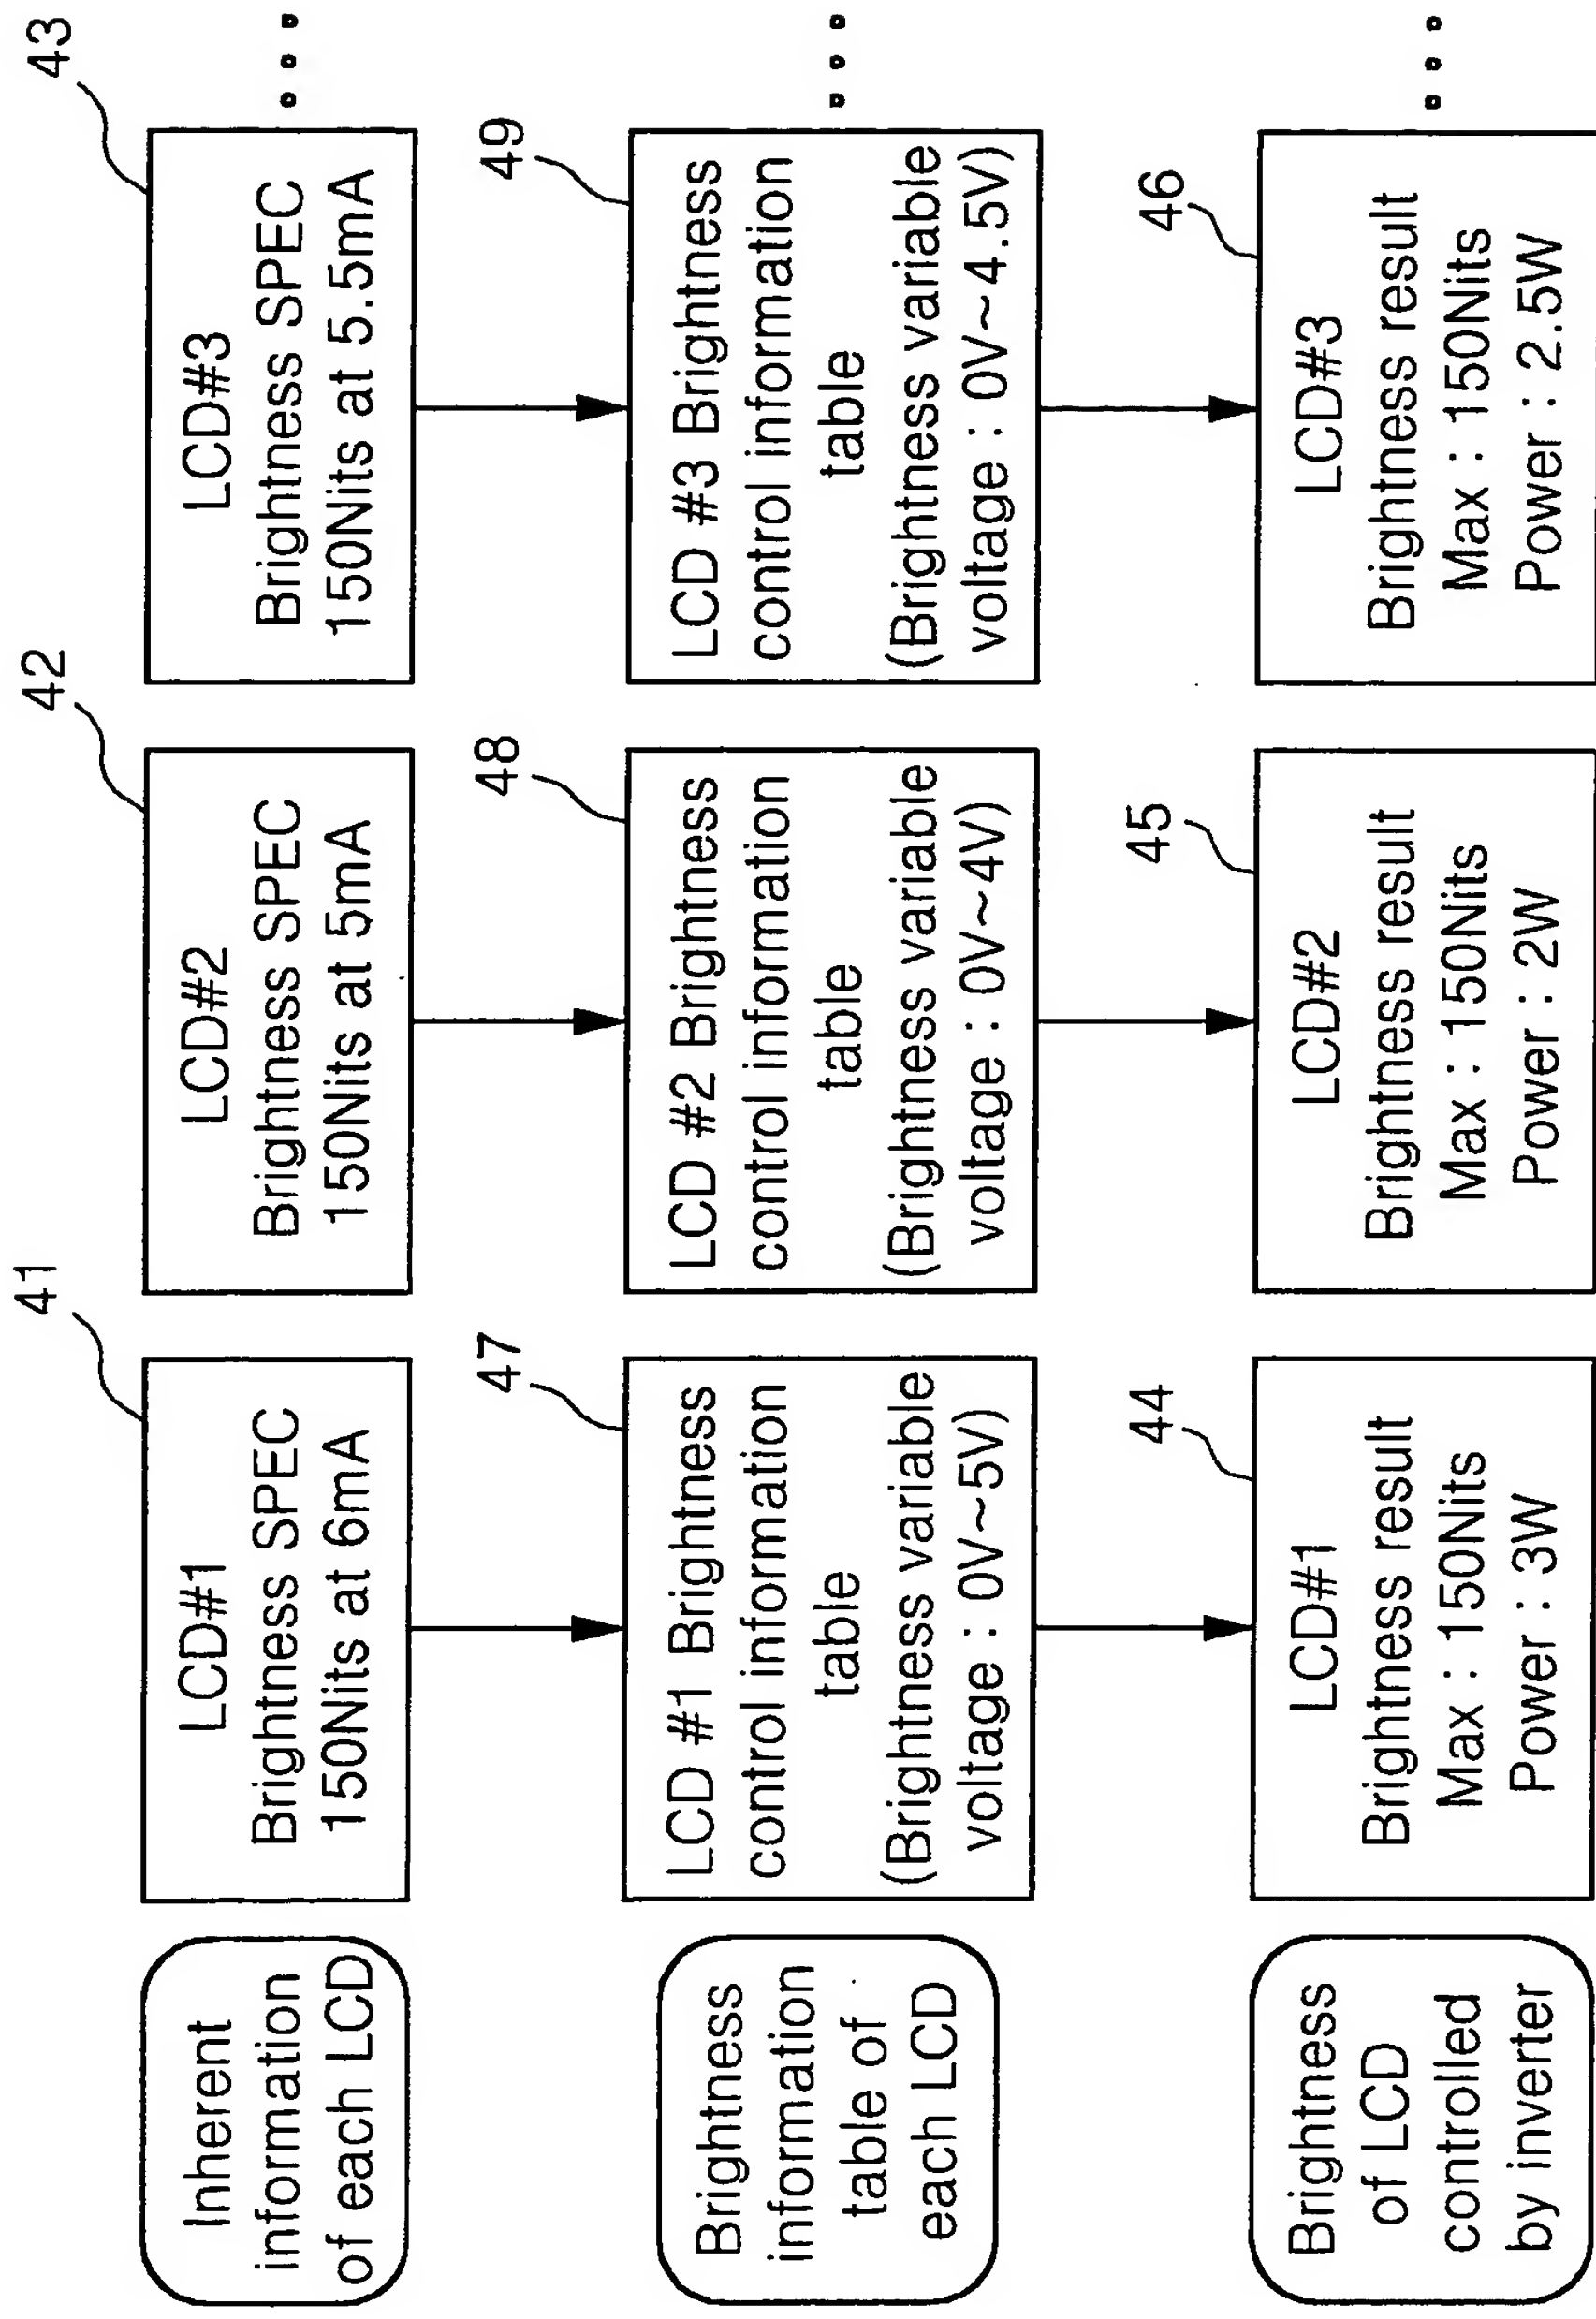 Inherent
information
of each LCD
41
LCD#1
Brightness SPEC
150Nits at 6mA
42
LCD#2
Brightness SPEC
150Nits at 5mA
43
LCD#3
Brightness SPEC
150Nits at 5.5mA
Brightness
information
table of
each LCD
47
LCD #1 Brightness
control information
table
(Brightness variable
voltage : 0V~5V)
48
LCD #2 Brightness
control information
table
(Brightness variable
voltage : 0V~4V)
49
LCD #3 Brightness
control information
table
(Brightness variable
voltage : 0V~4.5V)
Brightness
of LCD
controlled
by inverter
44
LCD#1
Brightness result
Max : 150Nits
Power : 3W
45
LCD#2
Brightness result
Max : 150Nits
Power : 2W
46
LCD#3
Brightness result
Max : 150Nits
Power : 2.5W